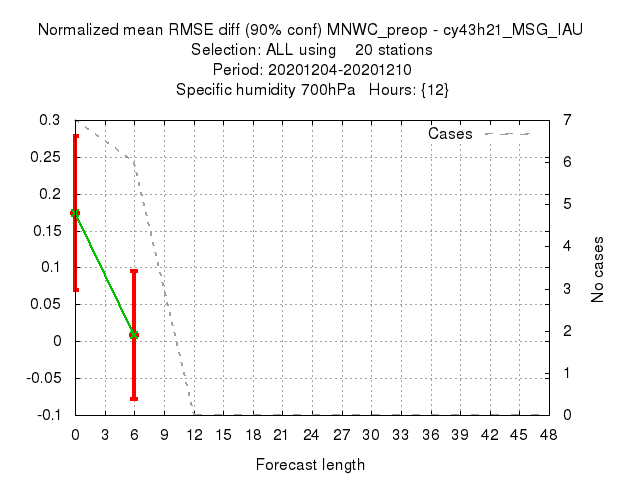 Normalized mean RMSE diff (90% conf) MNWC_preop - cy43h21_MSG_IAU
Selection: ALL using    20 stations
Period: 20201204-20201210
Specific humidity 700hPa   Hours: {12}
Cases
0.3
0.25
0.2
0.15
0.1
0.05
0
-0.05
-0.1
7
6
5
4
3
2
1
0
No cases
0 3 6 9 12 15 18 21 24 27 30 33 36 39 42 45 48
Forecast length